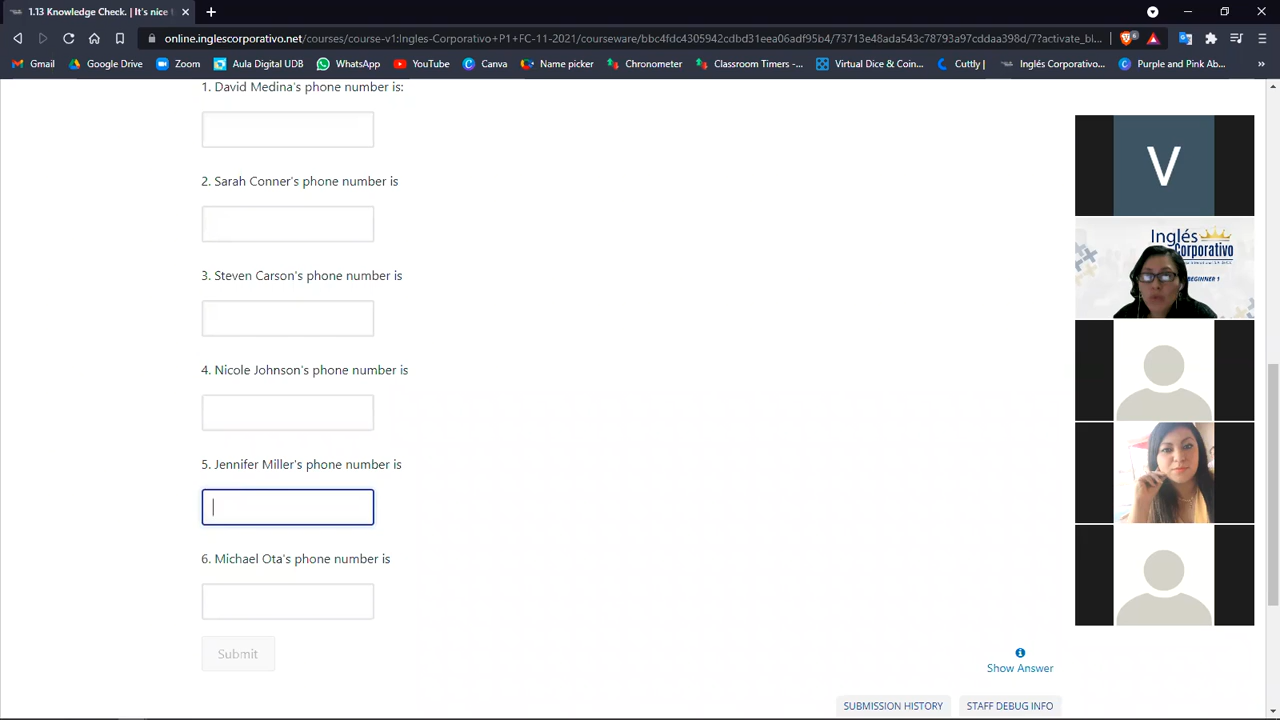 1.13 Knowledge Check. | It's nice t
online.inglescorporativo.net/courses/course-v1:Ingles-Corporativo+P1+FC-11-2021/courseware/bbc4fdc4305942cdbd31eea06adf95b4/73713e48ada543c78793a97cddaa398d/7?activate_bl...
Gmail Google Drive Zoom Aula Digital UDB WhatsApp YouTube Canva Name picker Chronometer Classroom Timers -... Virtual Dice & Coin... Cuttly | Inglés Corporativo... Purple and Pink Ab...
1. David Medina's phone number is:
2. Sarah Conner's phone number is
3. Steven Carson's phone number is
4. Nicole Johnson's phone number is
5. Jennifer Miller's phone number is
6. Michael Ota's phone number is
Submit
Show Answer
SUBMISSION HISTORY STAFF DEBUG INFO
V
Inglés
Corporativo
BEGINNER 1